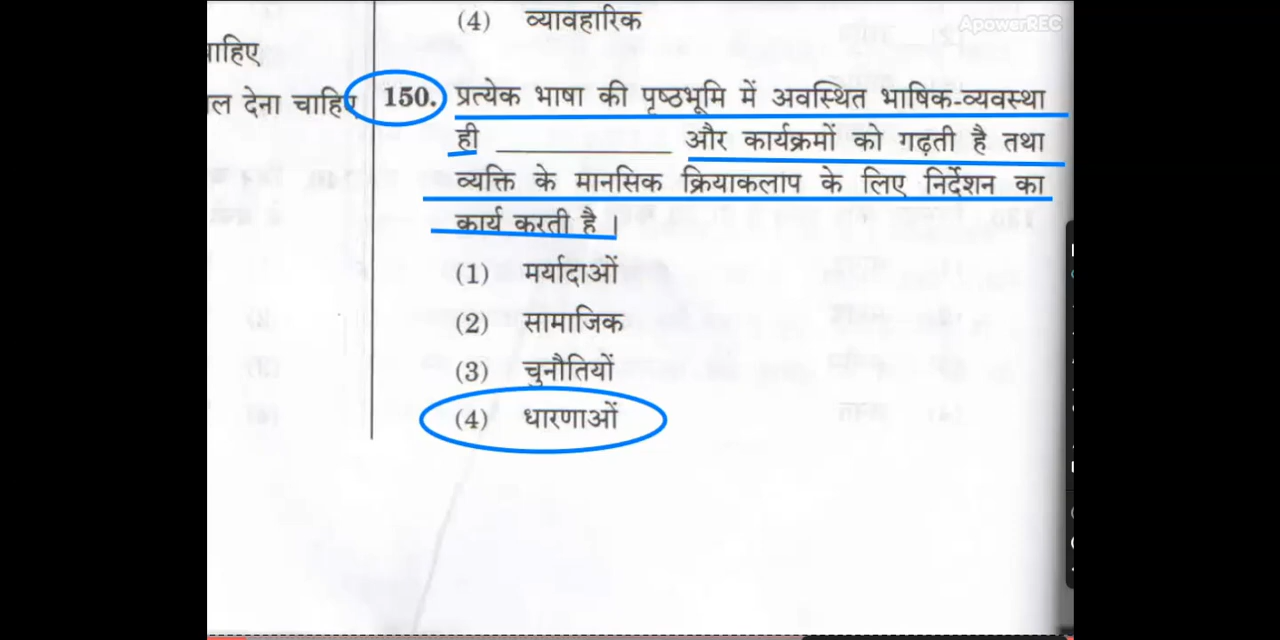 (4) व्यावहारिक
ApowerREC
चाहिए
देना चाहिए
150. प्रत्येक भाषा की पृष्ठभूमि में अवस्थित भाषिक-व्यवस्था
ही ____________ और कार्यक्रमों को गढ़ती है तथा
व्यक्ति के मानसिक क्रियाकलाप के लिए निर्देशन का
कार्य करती है ।
(1) मर्यादाओं
(2) सामाजिक
(3) चुनौतियों
(4) धारणाओं